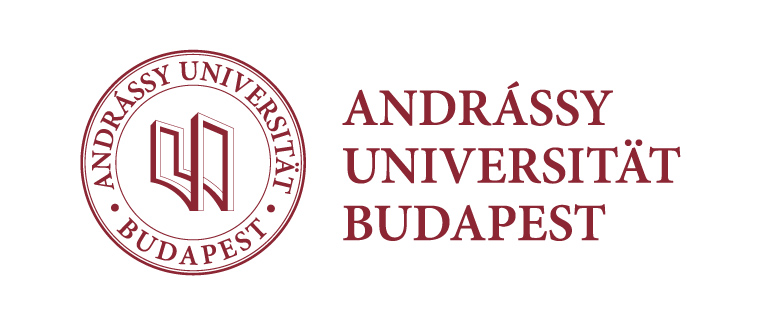 ANDRÁSSY UNIVERSITÄT
• BUDAPEST •
ANDRÁSSY
UNIVERSITÄT
BUDAPEST